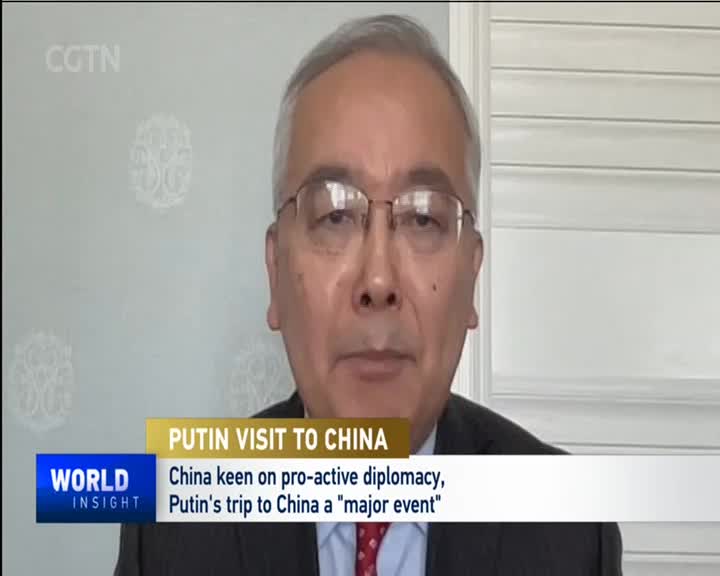 CGTN
PUTIN VISIT TO CHINA
WORLD
INSIGHT
China keen on pro-active diplomacy,
Putin's trip to China a "major event"